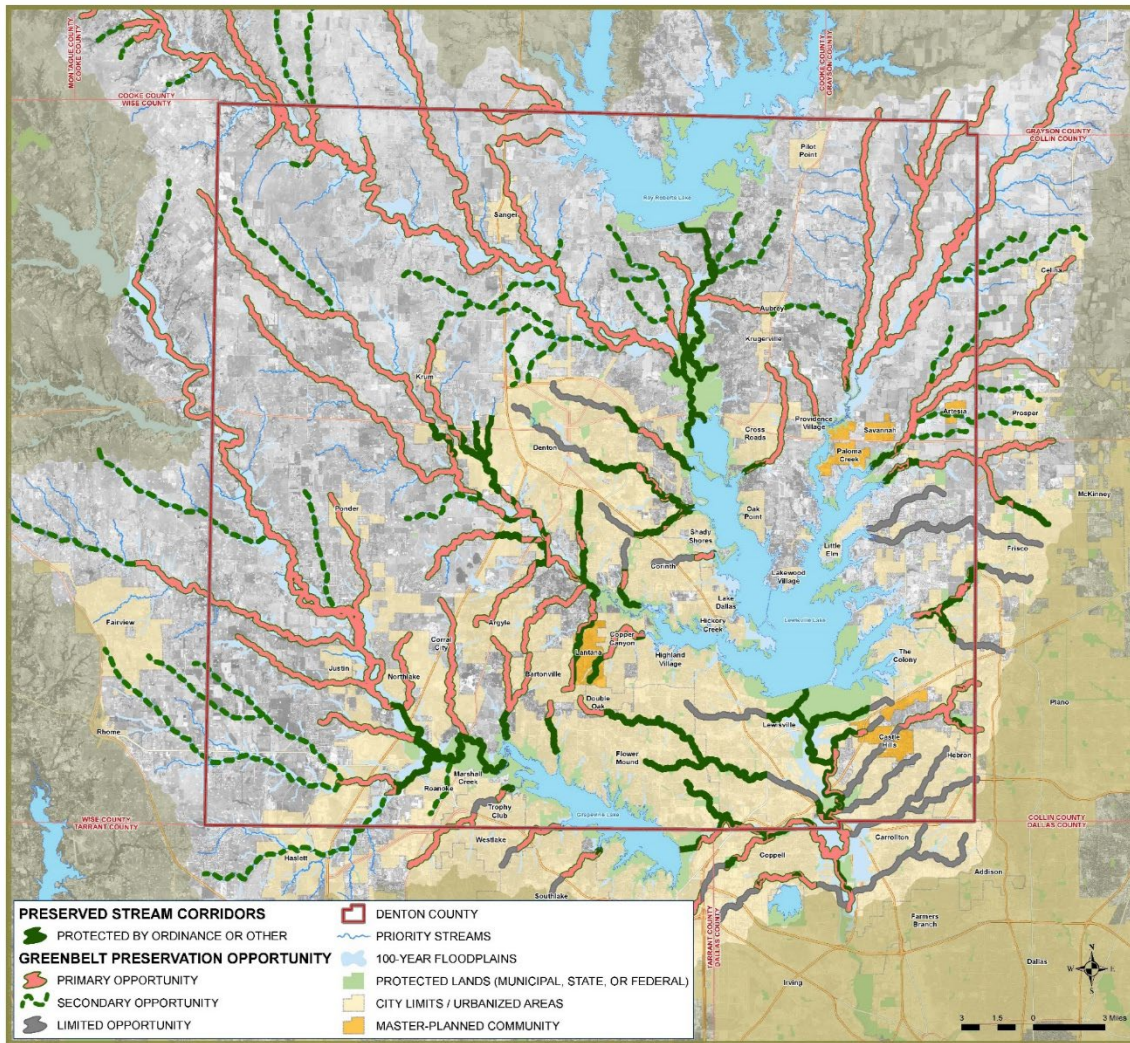 MONTAGUE COUNTY
COOKE COUNTY
COOKE COUNTY
WISE COUNTY
COOKE COUNTY
GRAYSON COUNTY
GRAYSON COUNTY
COLLIN COUNTY
Pilot
Point
Ray Roberts Lake
Sanger
Celina
Aubrey
Krugerville
Krum
Providence
Village
Savannah
Artesia
Prosper
Cross
Roads
Paloma
Creek
Denton
McKinney
Ponder
Oak
Point
Shady
Shores
Little
Elm
Frisco
Corinth
Lakewood
Village
Lake
Dallas
Lewisville Lake
Hickory
Creek
Fairview
Argyle
Corral
City
Copper
Canyon
Lantana
Highland
Village
The
Colony
Justin
Northlake
Bartonville
Double
Oak
Plano
Lewisville
Rhome
Castle
Hills
Flower
Mound
Hebron
Marshall
Creek
Roanoke
Trophy
Club
Grapevine Lake
WISE COUNTY
TARRANT COUNTY
COLLIN COUNTY
DALLAS COUNTY
Westlake
Carrollton
Haslet
Coppell
Addison
Southlake
Farmers
Branch
TARRANT COUNTY
DALLAS COUNTY
Dallas
Irving
PRESERVED STREAM CORRIDORS
PROTECTED BY ORDINANCE OR OTHER
GREENBELT PRESERVATION OPPORTUNITY
PRIMARY OPPORTUNITY
SECONDARY OPPORTUNITY
LIMITED OPPORTUNITY
DENTON COUNTY
PRIORITY STREAMS
100-YEAR FLOODPLAINS
PROTECTED LANDS (MUNICIPAL, STATE, OR FEDERAL)
CITY LIMITS / URBANIZED AREAS
MASTER-PLANNED COMMUNITY
N
W E
S
3 1.5 0 3 Miles